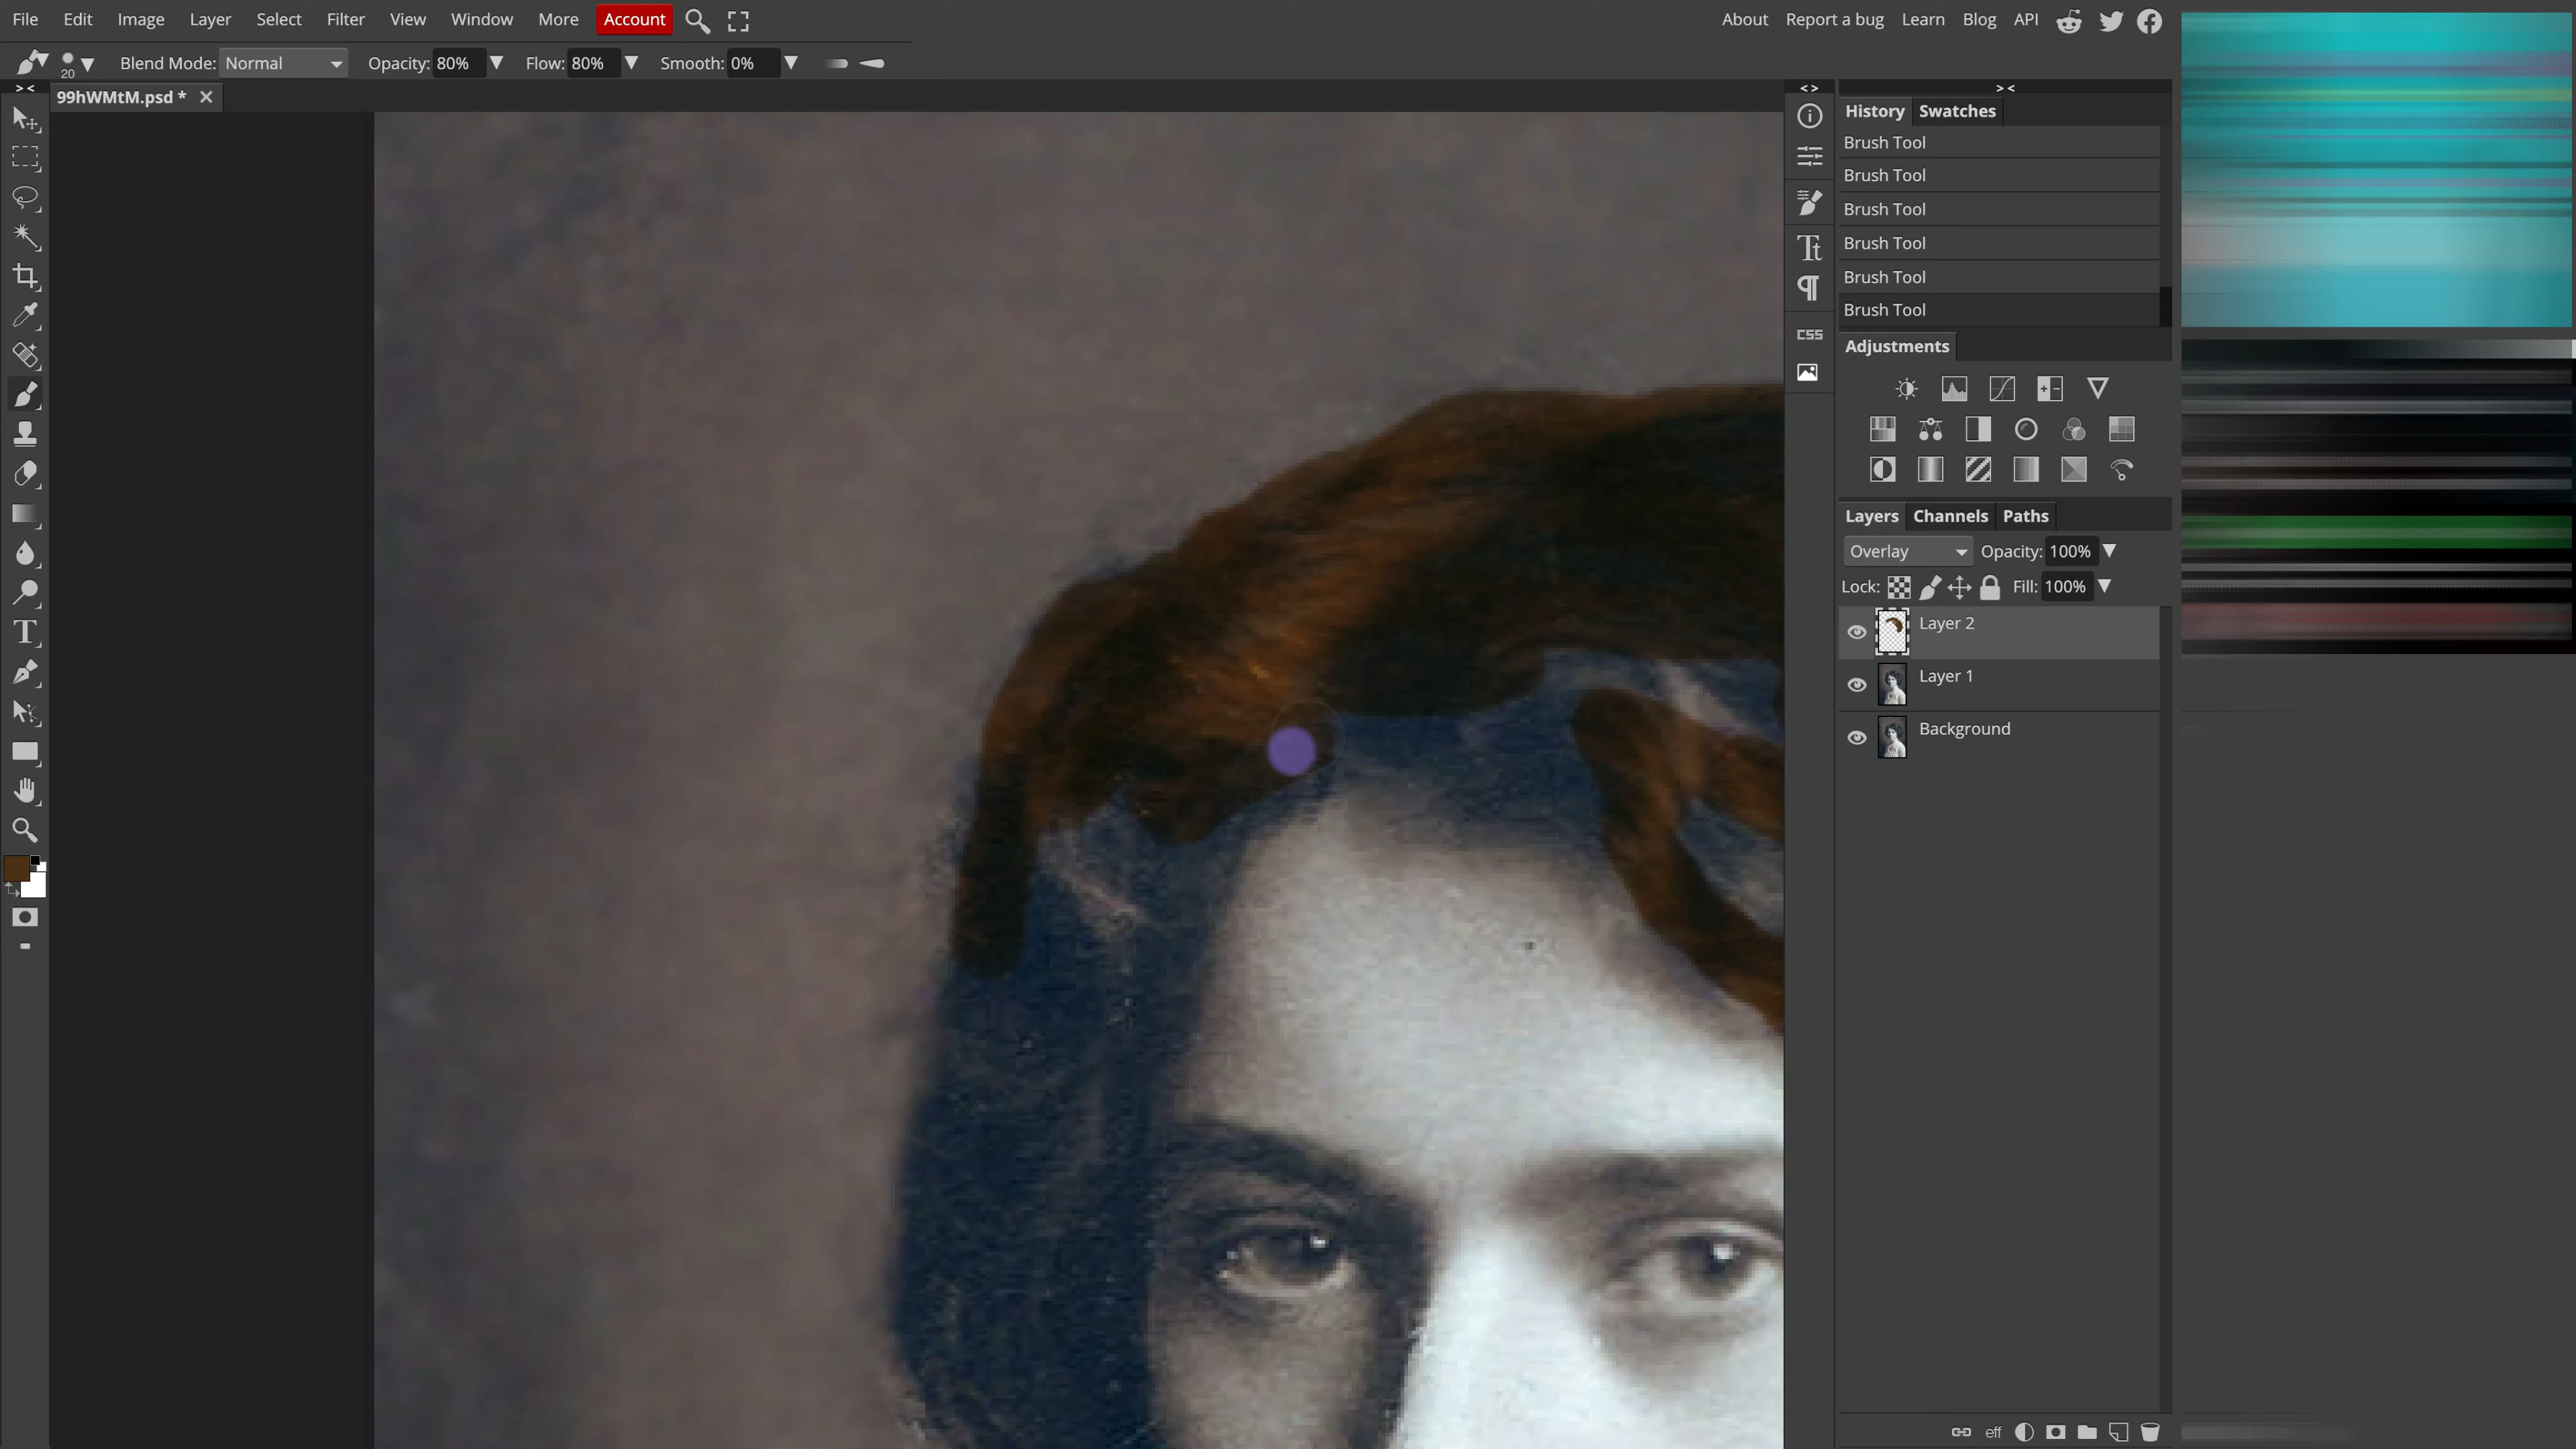 File Edit Image Layer Select Filter View Window More Account About Report a bug Learn Blog API
20 Blend Mode: Normal Opacity: 80% Flow: 80% Smooth: 0%
99hWMtM.psd *
History Swatches
Brush Tool
Brush Tool
Brush Tool
Brush Tool
Brush Tool
Brush Tool
Adjustments
CSS
Layers Channels Paths
Overlay Opacity: 100%
Lock: Fill: 100%
Layer 2
Layer 1
Background
eff